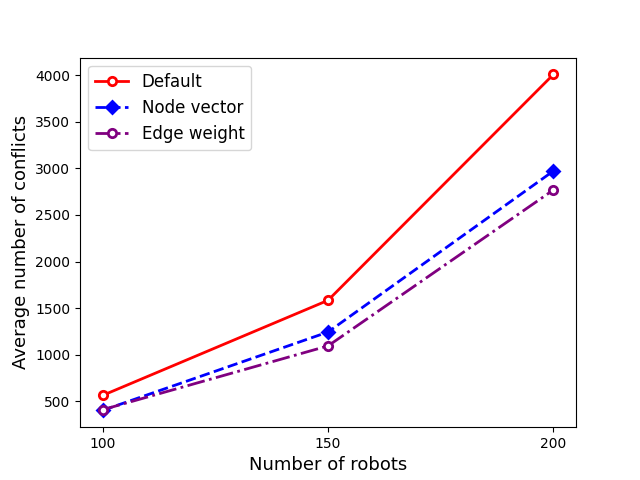 Default
Node vector
Edge weight
4000
3500
3000
2500
2000
1500
1000
500
Average number of conflicts
100
150
200
Number of robots